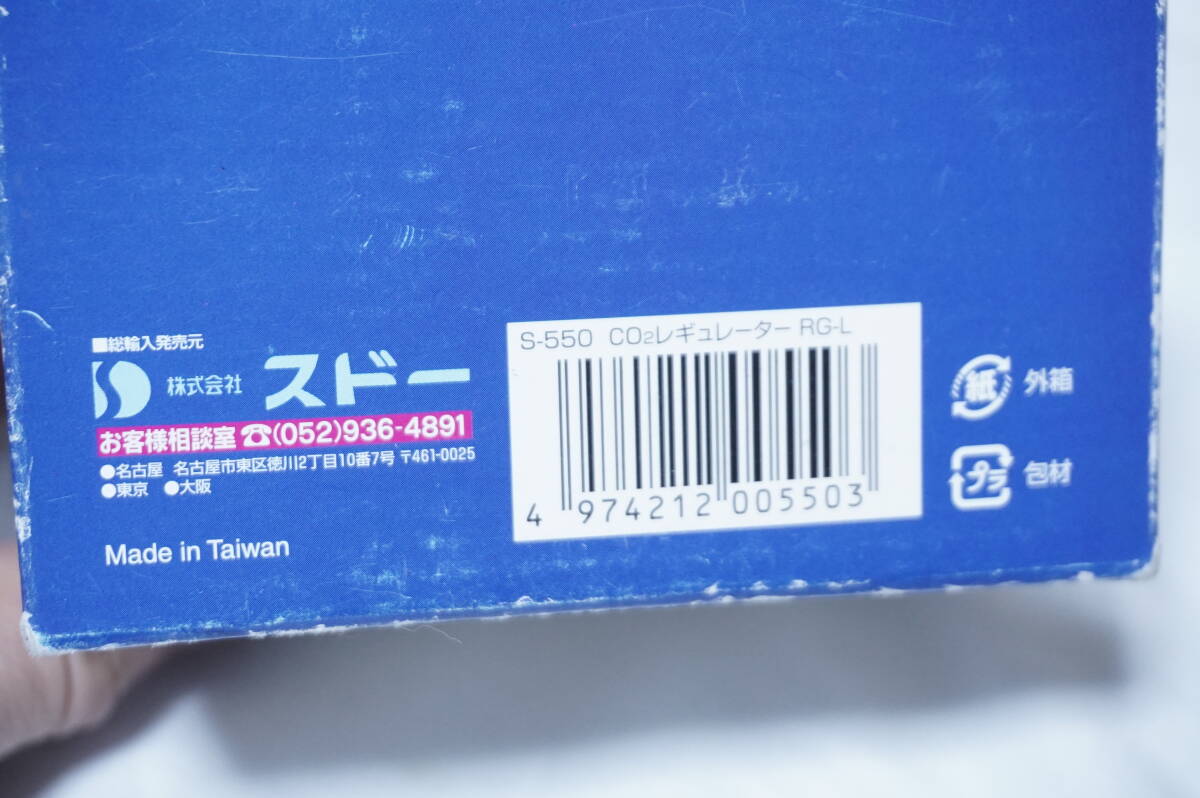 ■総輸入発売元
株式会社 スドー
お客様相談室 ☎(052)936-4891
●名古屋 名古屋市東区徳川2丁目10番7号 〒461-0025
●東京 ●大阪
Made in Taiwan
S-550 CO₂レギュレーター RG-L
4 974212 005503
紙 外箱
プラ 包材